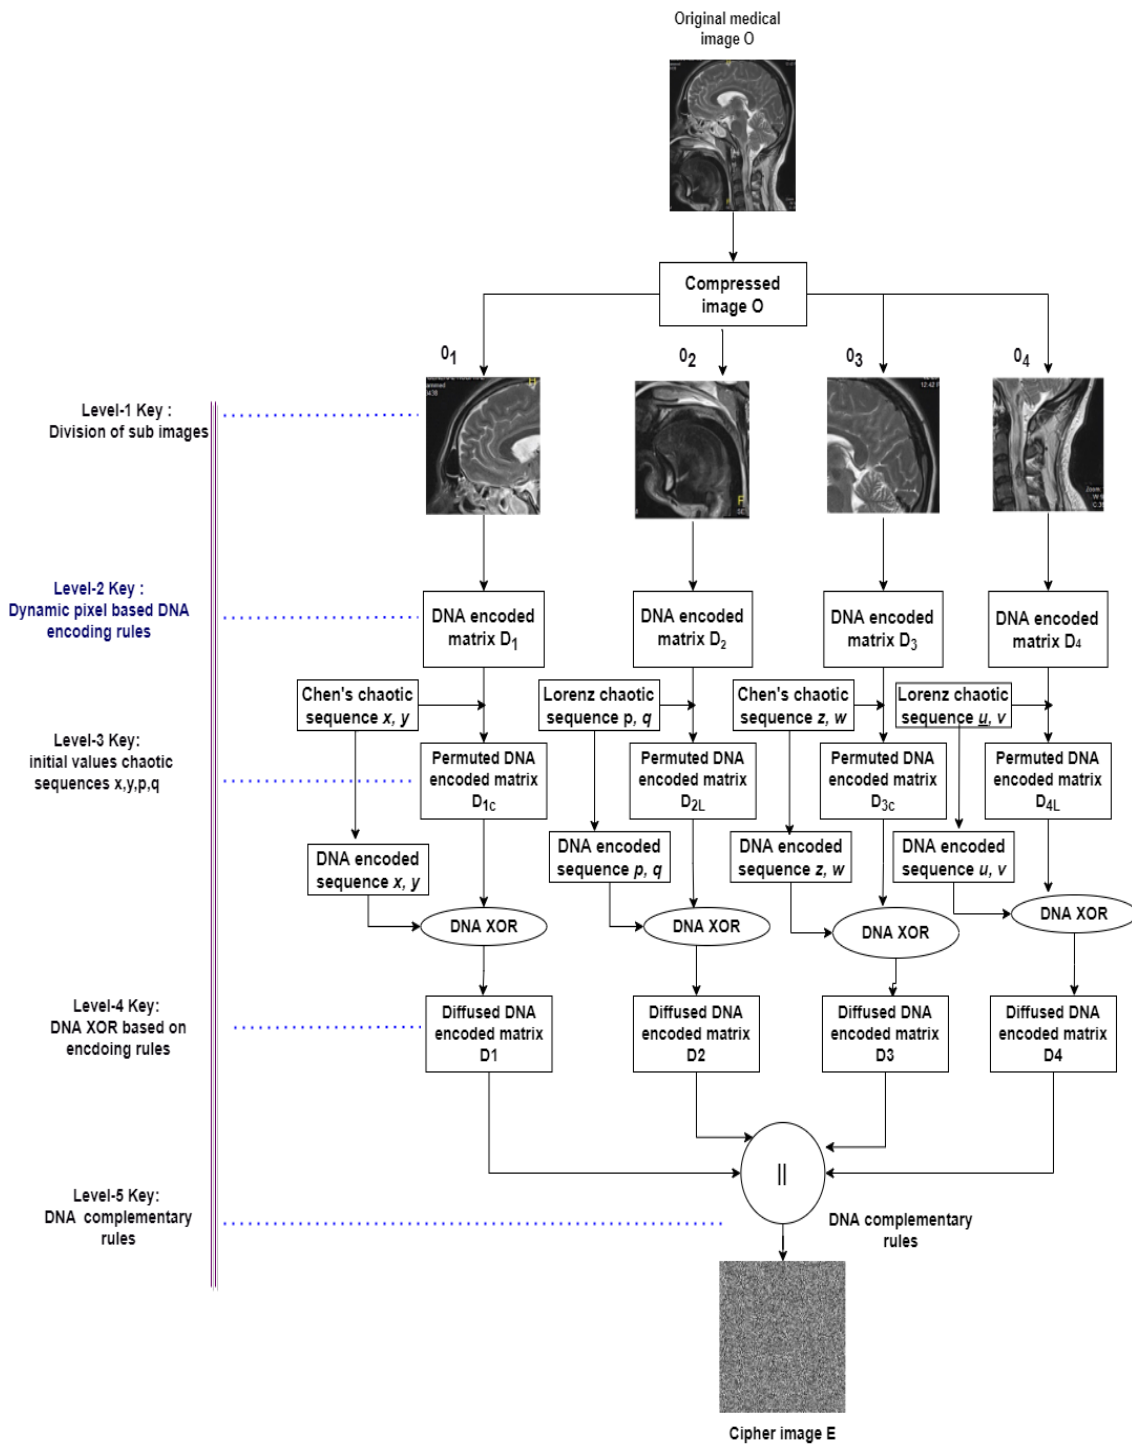 Original medical
image O
Compressed
image O
0₁
0₂
0₃
0₄
12:42
F
SE
Level-1 Key :
Division of sub images
Level-2 Key :
Dynamic pixel based DNA
encoding rules
DNA encoded
matrix D₁
DNA encoded
matrix D₂
DNA encoded
matrix D₃
DNA encoded
matrix D₄
Chen's chaotic
sequence x, y
Lorenz chaotic
sequence p, q
Chen's chaotic
sequence z, w
Lorenz chaotic
sequence u, v
Level-3 Key:
initial values chaotic
sequences x,y,p,q
Permuted DNA
encoded matrix
D1c
Permuted DNA
encoded matrix
D2L
Permuted DNA
encoded matrix
D3c
Permuted DNA
encoded matrix
D4L
DNA encoded
sequence x, y
DNA encoded
sequence p, q
DNA encoded
sequence z, w
DNA encoded
sequence u, v
DNA XOR
DNA XOR
DNA XOR
DNA XOR
Level-4 Key:
DNA XOR based on
encdoing rules
Diffused DNA
encoded matrix
D1
Diffused DNA
encoded matrix
D2
Diffused DNA
encoded matrix
D3
Diffused DNA
encoded matrix
D4
||
Level-5 Key:
DNA complementary
rules
DNA complementary
rules
Cipher image E